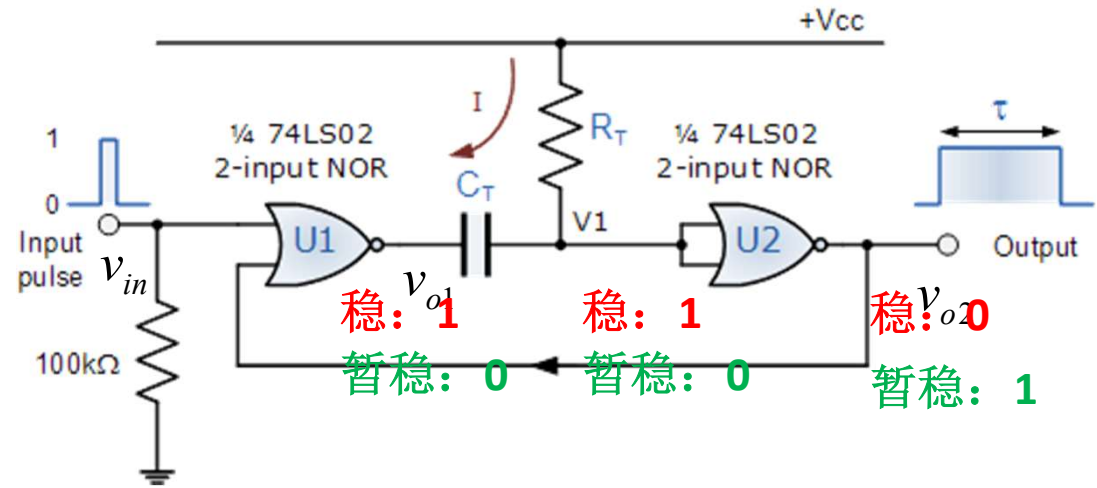 +Vcc
I
τ
¼ 74LS02
2-input NOR
R_T
¼ 74LS02
2-input NOR
1
0
C_T
V1
Input
pulse
v_in
U1
U2
Output
v_o1
v_o2
稳：1
稳：1
稳：0
100kΩ
暂稳：0
暂稳：0
暂稳：1